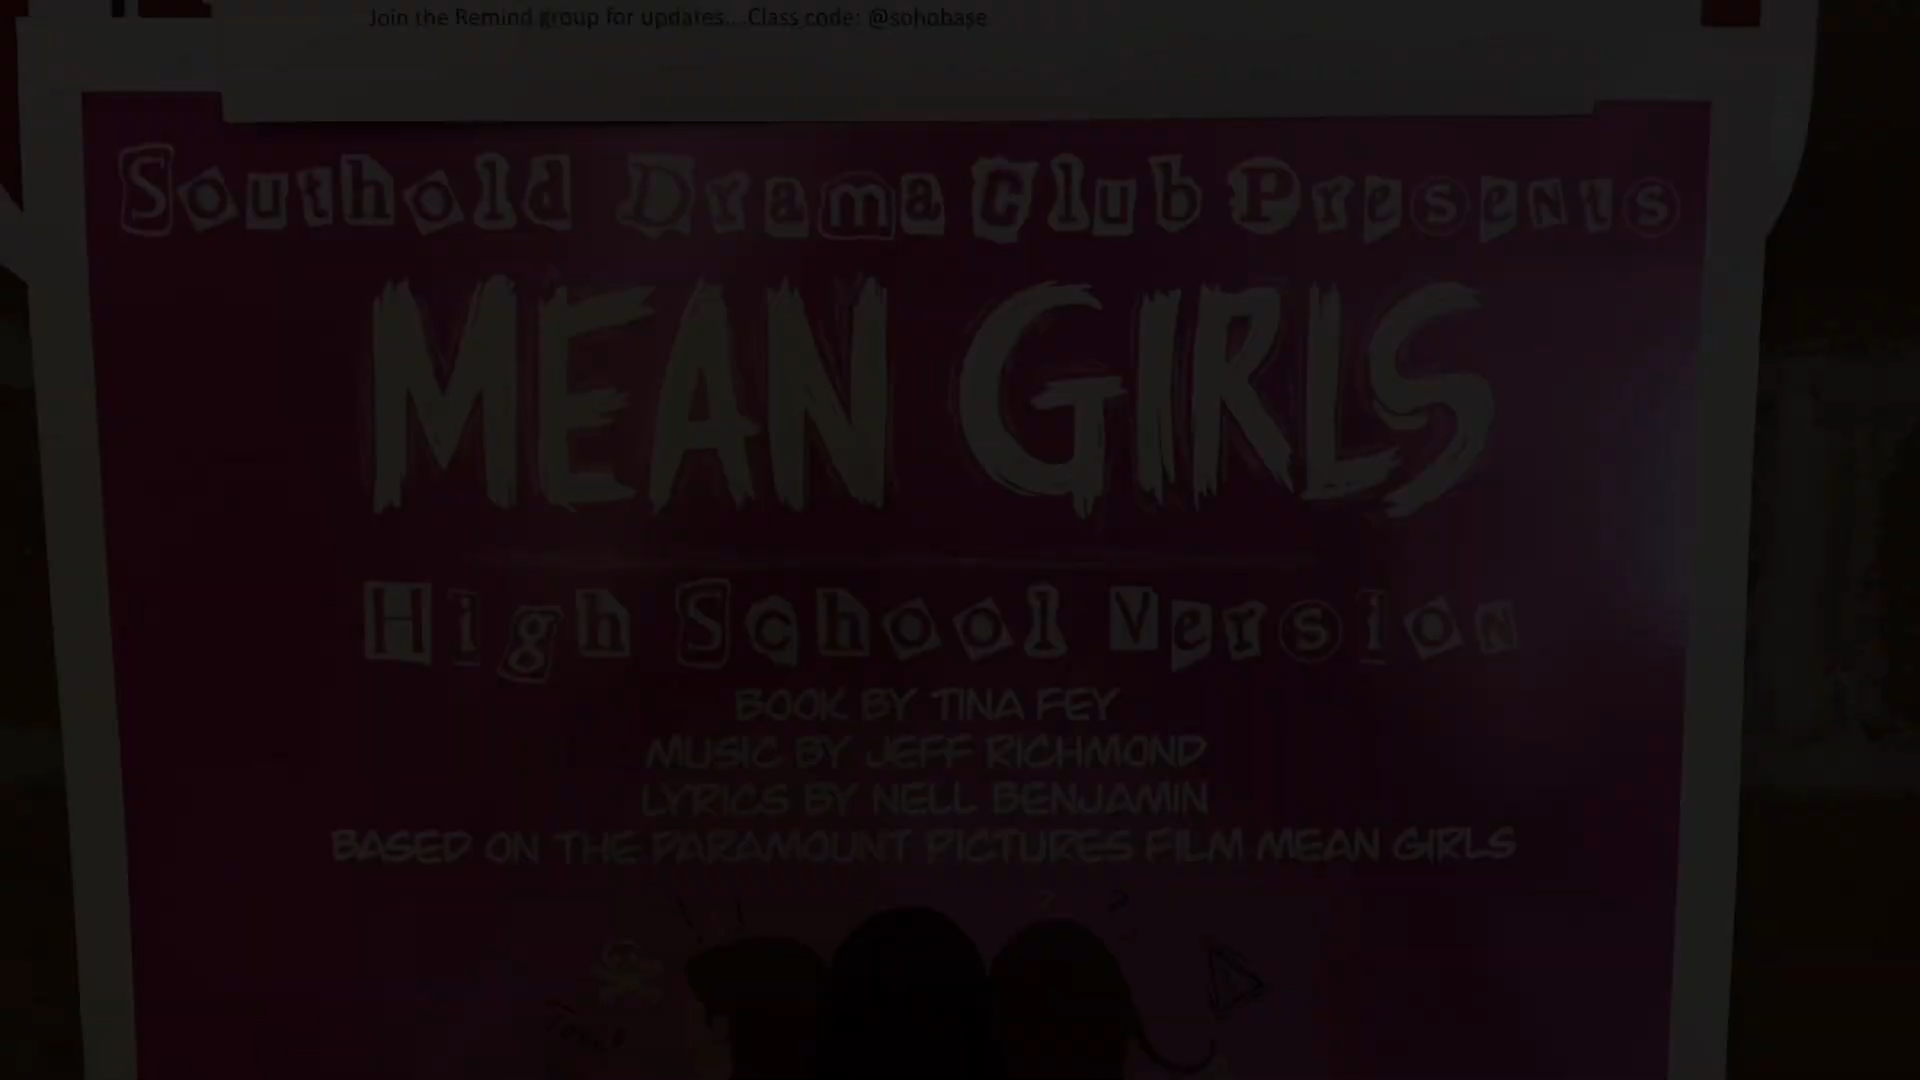 Join the Remind group for updates....Class code: @sohobase
Southold Drama Club Presents
MEAN GIRLS
High School Version
BOOK BY TINA FEY
MUSIC BY JEFF RICHMOND
LYRICS BY NELL BENJAMIN
BASED ON THE PARAMOUNT PICTURES FILM MEAN GIRLS